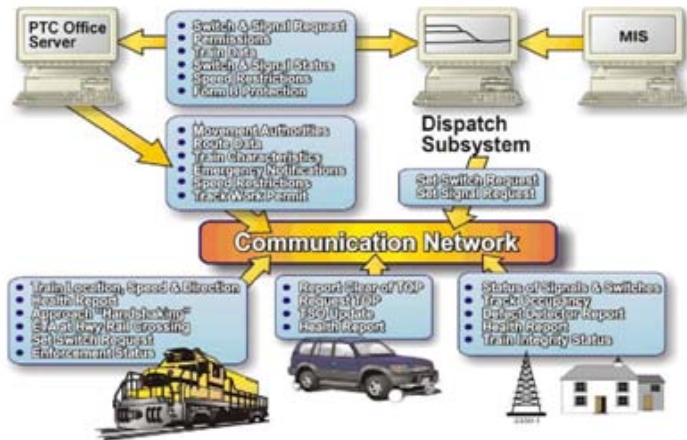 PTC Office
Server
Switch & Signal Request
Permissions
Train Data
Switch & Signal Status
Speed Restrictions
Form B Protection
MIS
Movement Authorities
Route Data
Train Characteristics
Emergency Notifications
Speed Restrictions
Track Work Permit
Dispatch
Subsystem
Set Switch Request
Set Signal Request
Communication Network
Train Location, Speed & Direction
Health Report
Approach "Handshaking"
ETA at Hwy Rail Crossing
Set Switch Request
Enforcement Status
Report Clear of TOP
Request TOP
TSO Update
Health Report
Status of Signals & Switches
Track Occupancy
Defect Detector Report
Health Report
Train Integrity Status